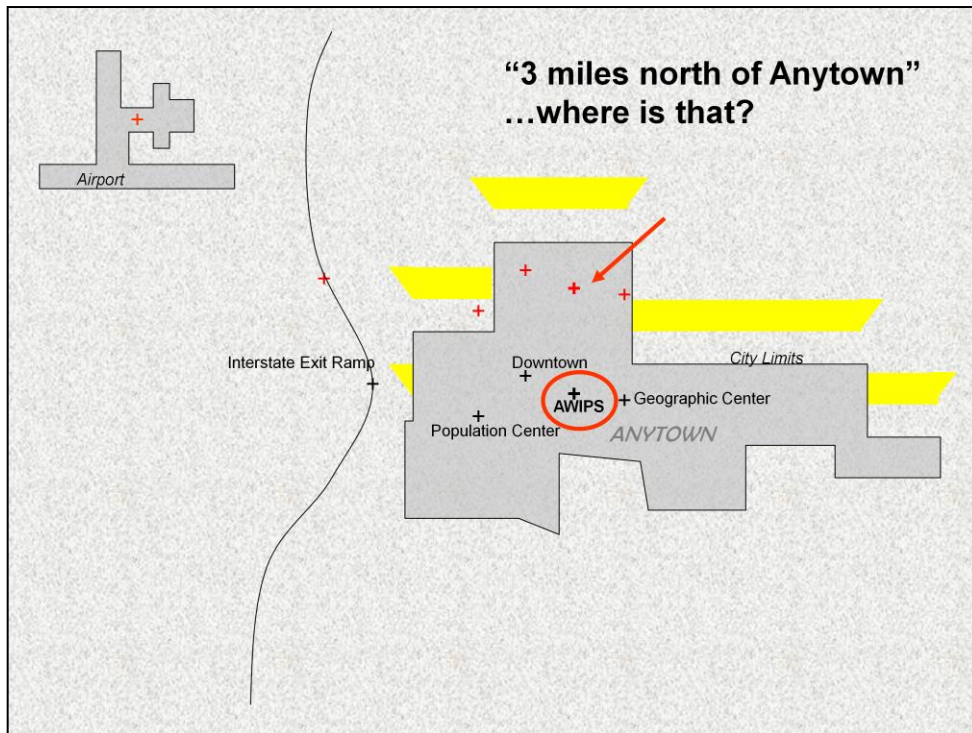 “3 miles north of Anytown”
…where is that?
Airport
City Limits
Interstate Exit Ramp
Downtown
AWIPS
Geographic Center
Population Center
ANYTOWN